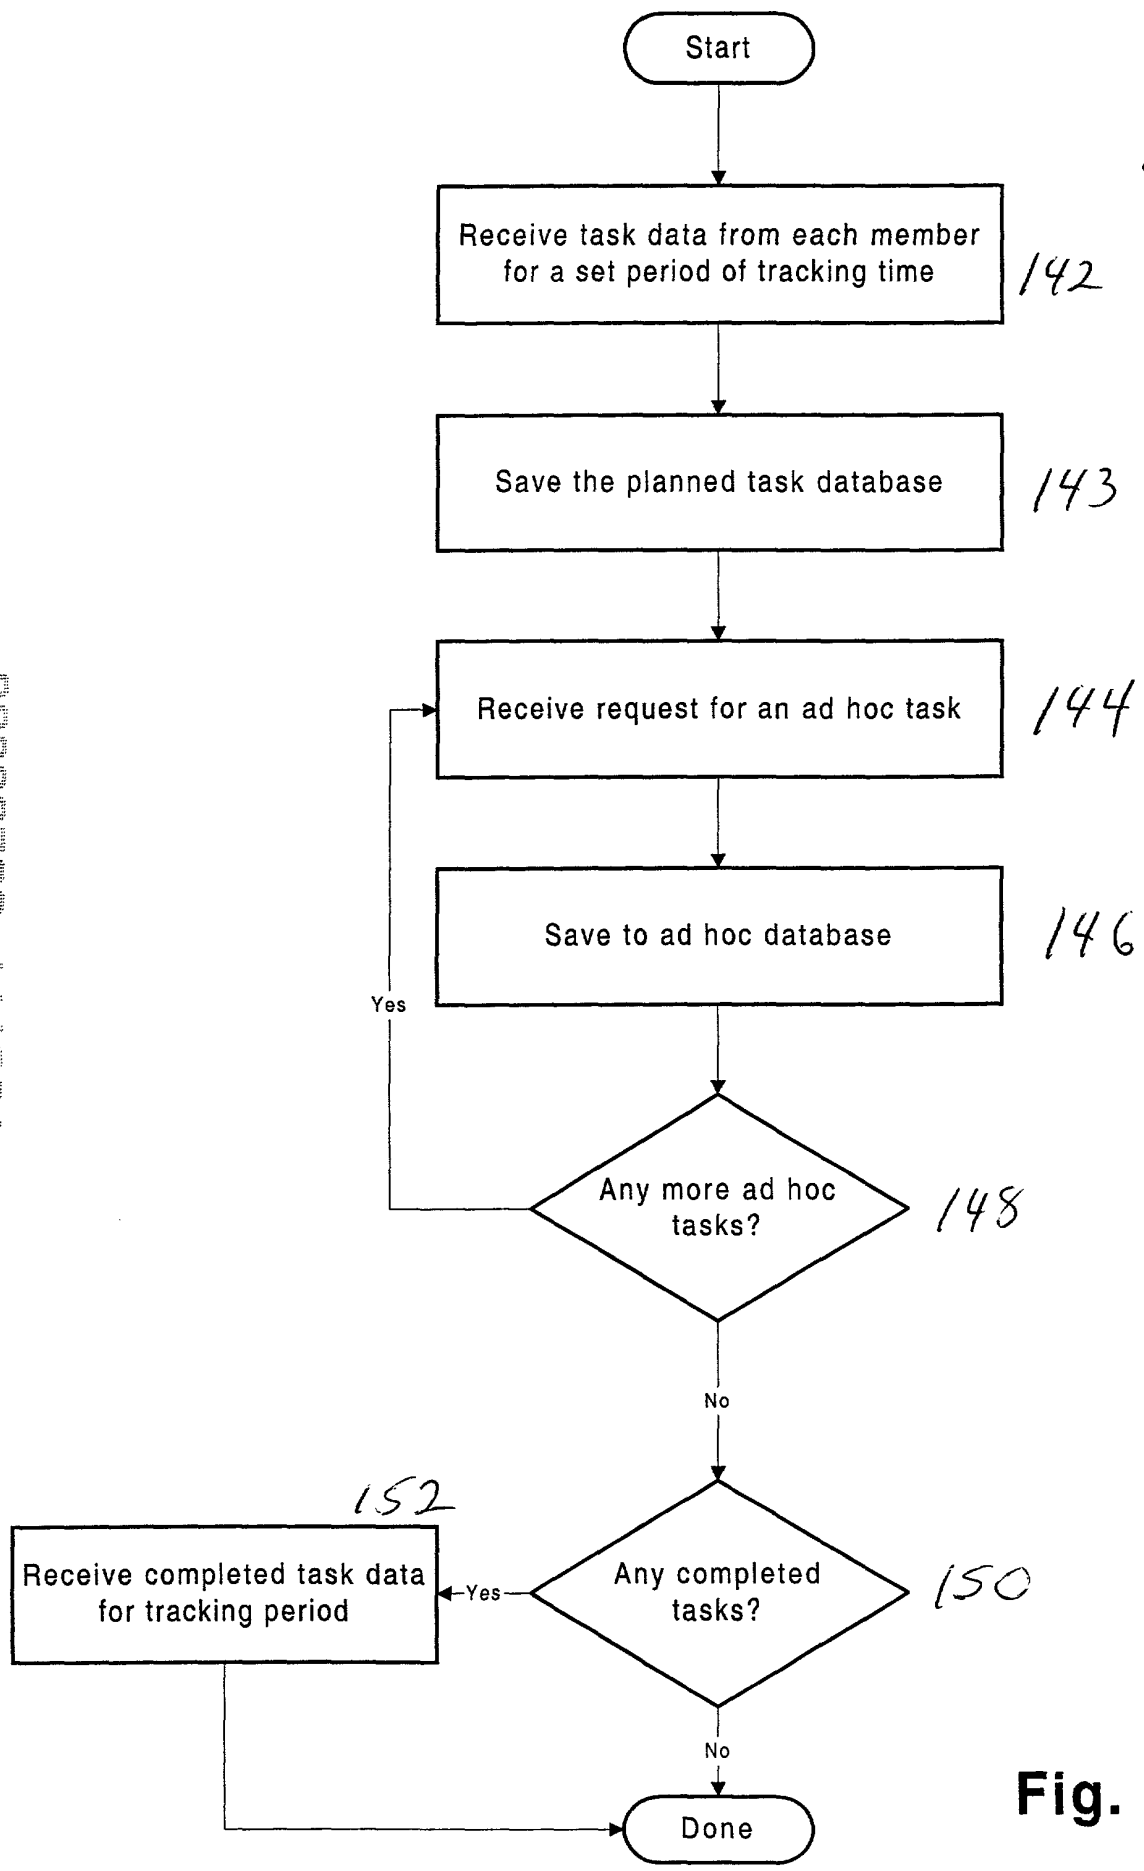 Start
Receive task data from each member
for a set period of tracking time
142
Save the planned task database
143
Receive request for an ad hoc task
144
Save to ad hoc database
146
Yes
Any more ad hoc
tasks?
148
No
152
Receive completed task data
for tracking period
Yes
Any completed
tasks?
150
No
Fig.
Done